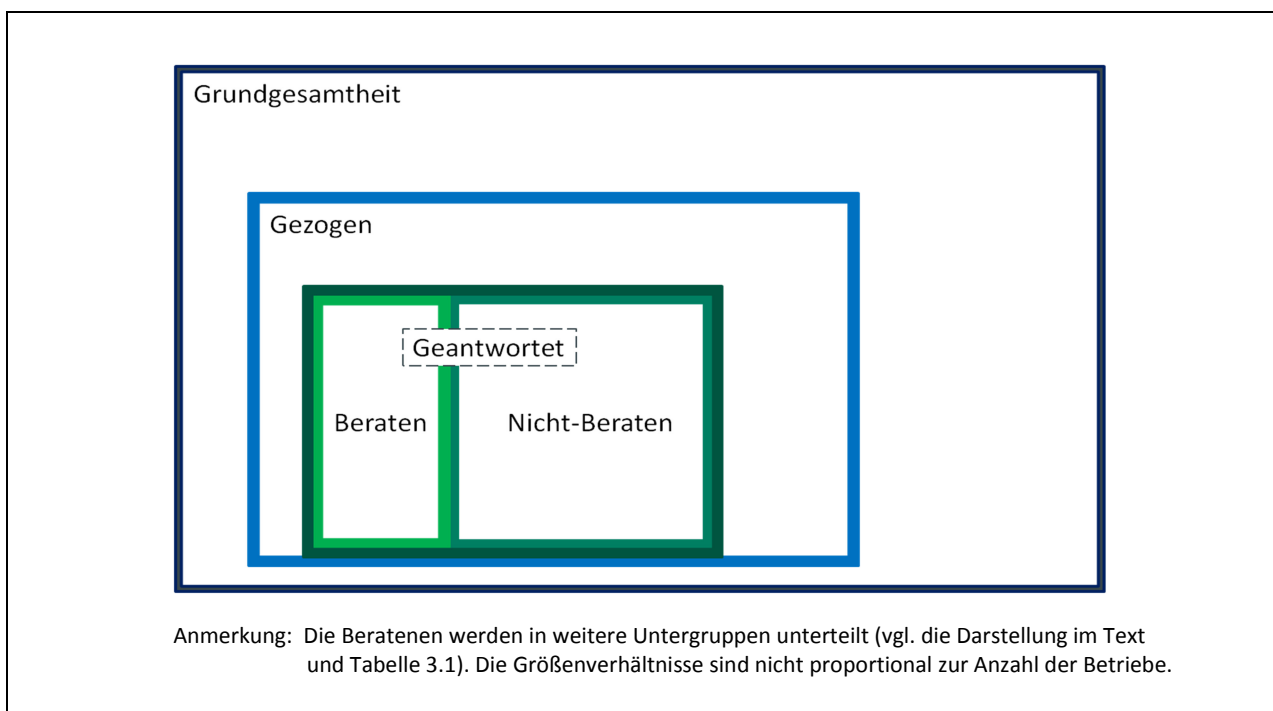 Grundgesamtheit
Gezogen
Geantwortet
Beraten
Nicht-Beraten
Anmerkung: Die Beratenen werden in weitere Untergruppen unterteilt (vgl. die Darstellung im Text
und Tabelle 3.1). Die Größenverhältnisse sind nicht proportional zur Anzahl der Betriebe.